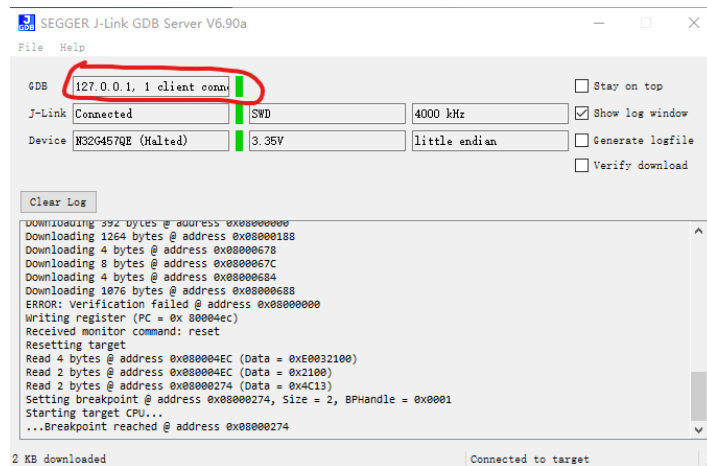 SEGGER J-Link GDB Server V6.90a
File Help
GDB 127.0.0.1, 1 client conn
Stay on top
J-Link Connected SWD 4000 kHz
Show log window
Device N32G457QE (Halted) 3.35V little endian
Generate logfile
Verify download
Clear Log
Downloading 392 bytes @ address 0x08000000
Downloading 1264 bytes @ address 0x08000188
Downloading 4 bytes @ address 0x08000678
Downloading 8 bytes @ address 0x0800067C
Downloading 4 bytes @ address 0x08000684
Downloading 1076 bytes @ address 0x08000688
ERROR: Verification failed @ address 0x08000000
Writing register (PC = 0x 80004ec)
Received monitor command: reset
Resetting target
Read 4 bytes @ address 0x080004EC (Data = 0xE0032100)
Read 2 bytes @ address 0x080004EC (Data = 0x2100)
Read 2 bytes @ address 0x08000274 (Data = 0x4C13)
Setting breakpoint @ address 0x08000274, Size = 2, BPHandle = 0x0001
Starting target CPU...
...Breakpoint reached @ address 0x08000274
2 KB downloaded Connected to target